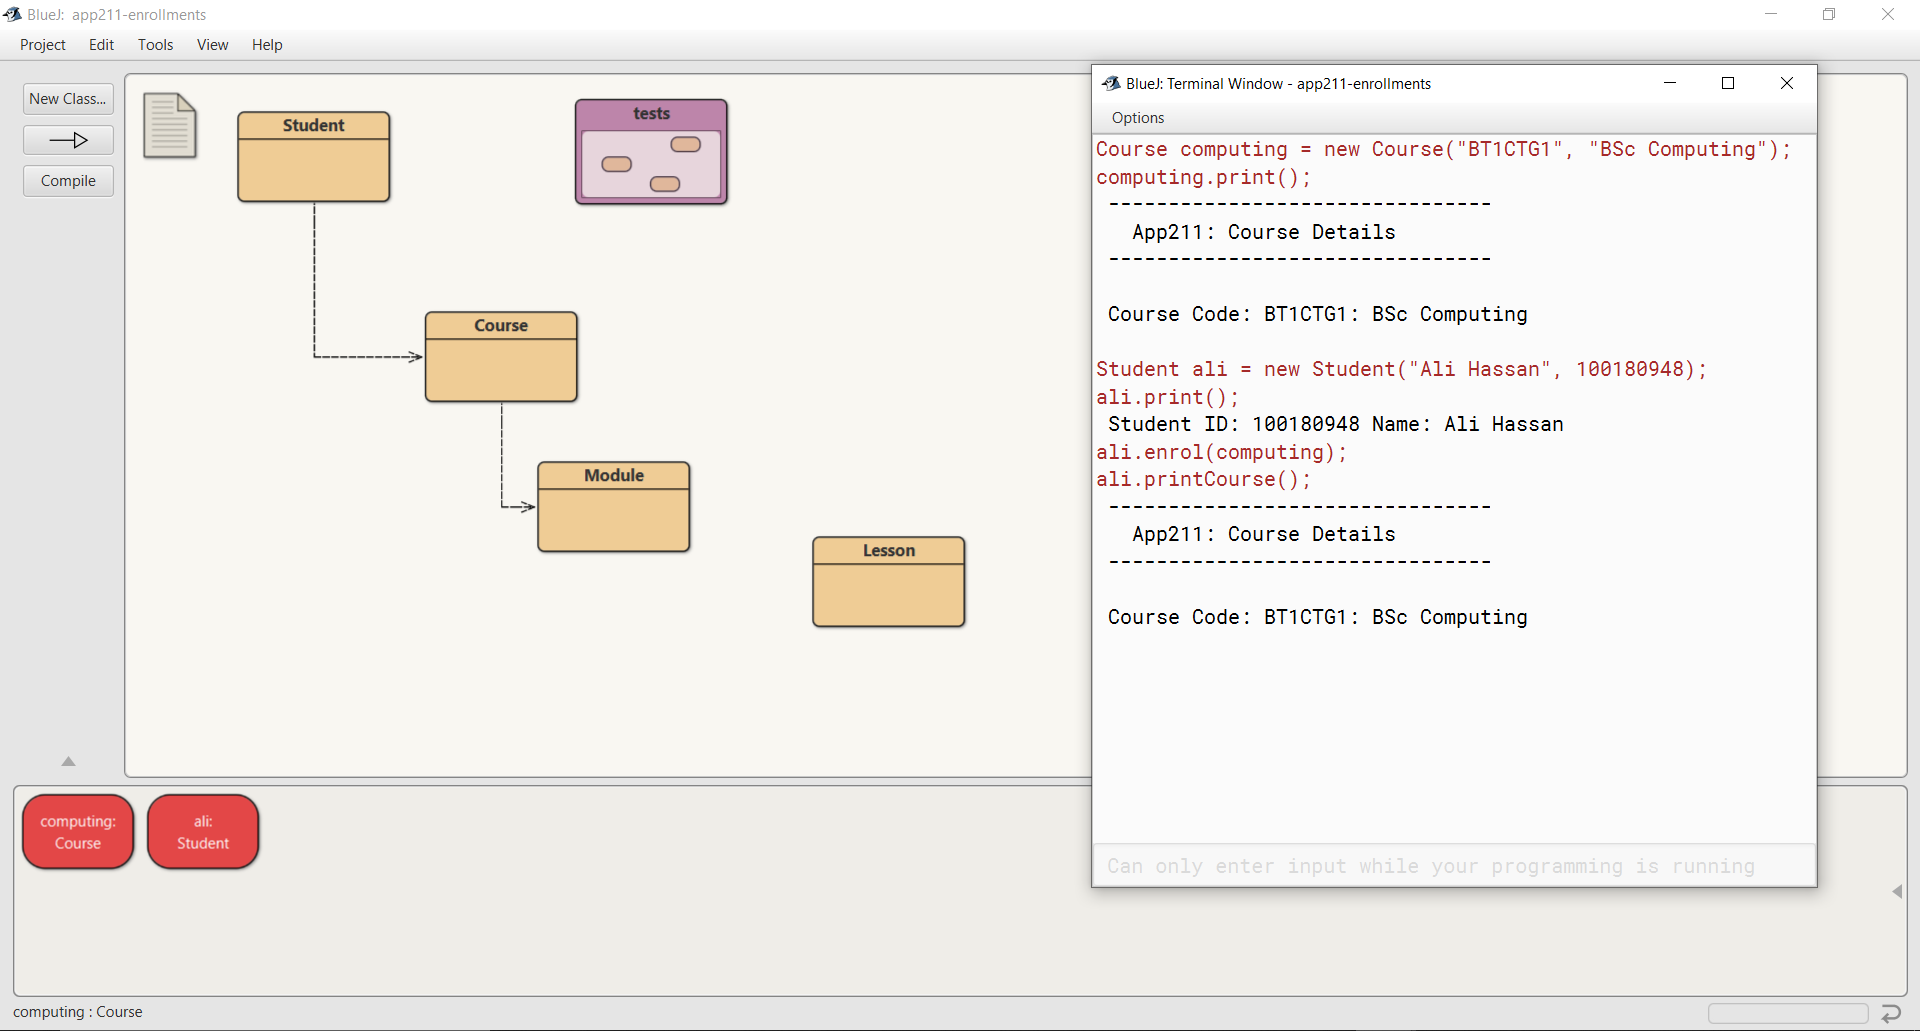 BlueJ: app211-enrollments
Project Edit Tools View Help
New Class...
Compile
Student
tests
Course
Module
Lesson
BlueJ: Terminal Window - app211-enrollments
Options
Course computing = new Course("BT1CTG1", "BSc Computing");
computing.print();
--------------------------------
App211: Course Details
--------------------------------
Course Code: BT1CTG1: BSc Computing
Student ali = new Student("Ali Hassan", 100180948);
ali.print();
Student ID: 100180948 Name: Ali Hassan
ali.enrol(computing);
ali.printCourse();
--------------------------------
App211: Course Details
--------------------------------
Course Code: BT1CTG1: BSc Computing
Can only enter input while your programming is running
computing:
Course
ali:
Student
computing : Course